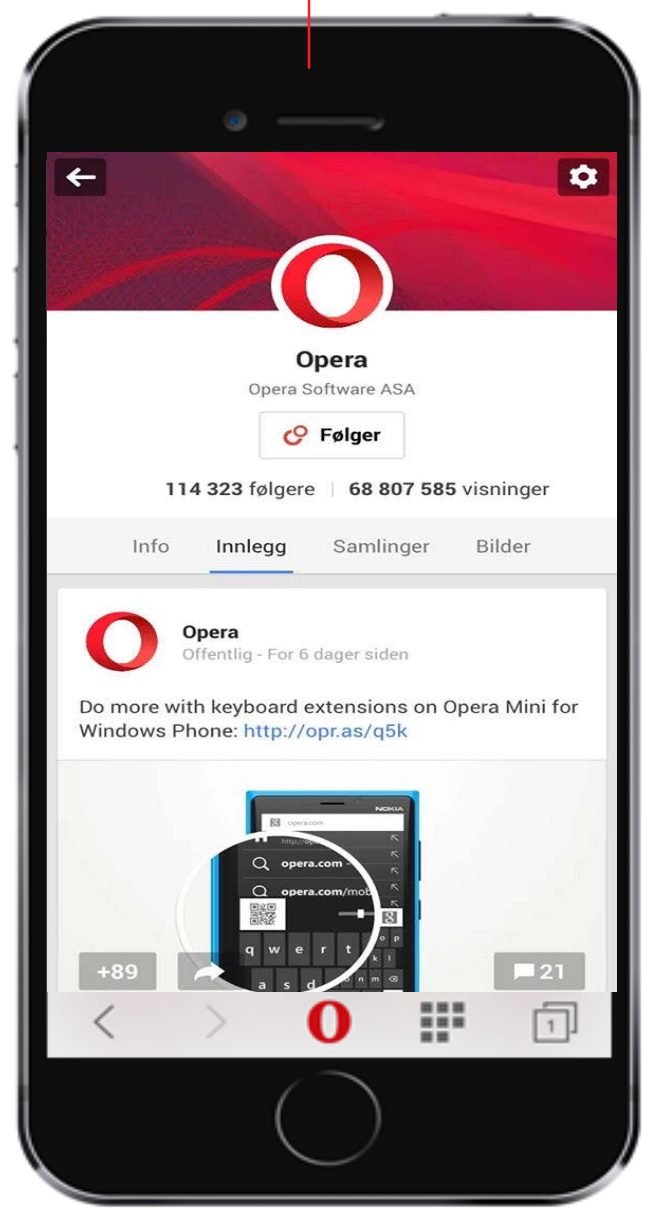 Opera
Opera Software ASA
Følger
114 323 følgere | 68 807 585 visninger
Info Innlegg Samlinger Bilder
Opera
Offentlig - For 6 dager siden
Do more with keyboard extensions on Opera Mini for
Windows Phone: http://opr.as/q5k
NOKIA
opera.com
opera.com -
opera.com/mob
q w e r t o p
a s d k l
n m
+89 21
1